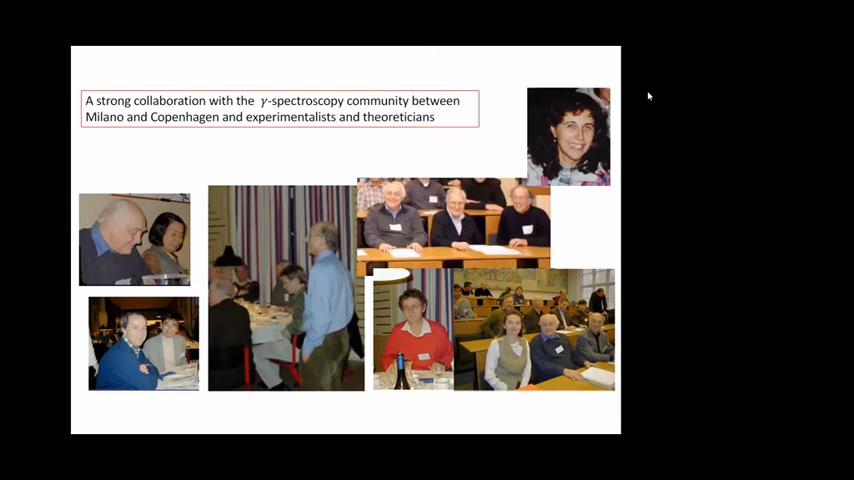 A strong collaboration with the γ-spectroscopy community between
Milano and Copenhagen and experimentalists and theoreticians